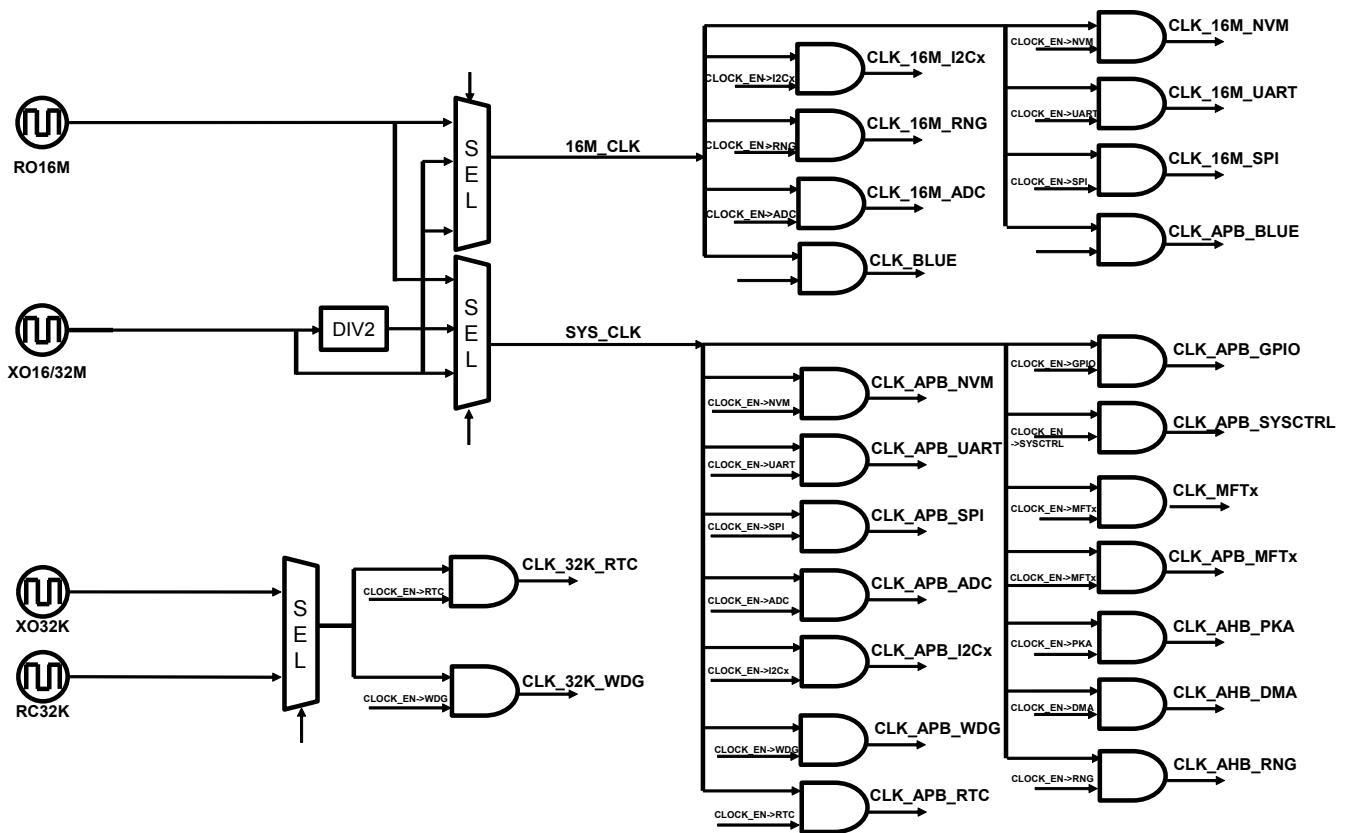 RO16M
XO16/32M
DIV2
SEL
SEL
16M_CLK
SYS_CLK
CLOCK_EN->I2Cx
CLK_16M_I2Cx
CLOCK_EN->RNG
CLK_16M_RNG
CLOCK_EN->ADC
CLK_16M_ADC
CLK_BLUE
CLOCK_EN->NVM
CLK_16M_NVM
CLOCK_EN->UART
CLK_16M_UART
CLOCK_EN->SPI
CLK_16M_SPI
CLK_APB_BLUE
CLOCK_EN->NVM
CLK_APB_NVM
CLOCK_EN->UART
CLK_APB_UART
CLOCK_EN->SPI
CLK_APB_SPI
CLOCK_EN->ADC
CLK_APB_ADC
CLOCK_EN->I2Cx
CLK_APB_I2Cx
CLOCK_EN->WDG
CLK_APB_WDG
CLOCK_EN->RTC
CLK_APB_RTC
CLOCK_EN->GPIO
CLK_APB_GPIO
CLOCK_EN
->SYSCTRL
CLK_APB_SYSCTRL
CLOCK_EN->MFTx
CLK_MFTx
CLOCK_EN->MFTx
CLK_APB_MFTx
CLOCK_EN->PKA
CLK_AHB_PKA
CLOCK_EN->DMA
CLK_AHB_DMA
CLOCK_EN->RNG
CLK_AHB_RNG
XO32K
RC32K
SEL
CLOCK_EN->RTC
CLK_32K_RTC
CLOCK_EN->WDG
CLK_32K_WDG